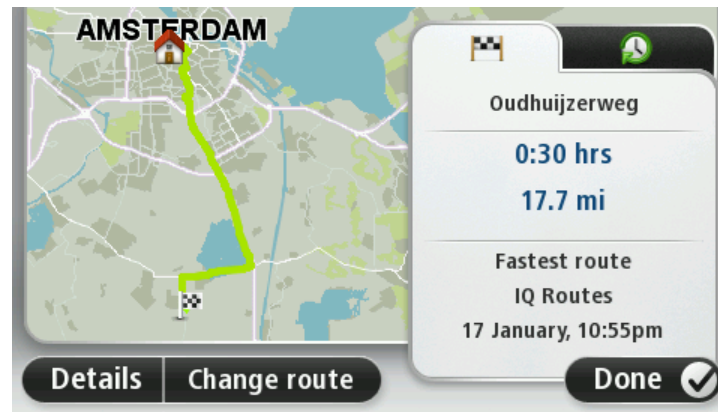 AMSTERDAM
Oudhuijzerweg
0:30 hrs
17.7 mi
Fastest route
IQ Routes
17 January, 10:55pm
Details
Change route
Done